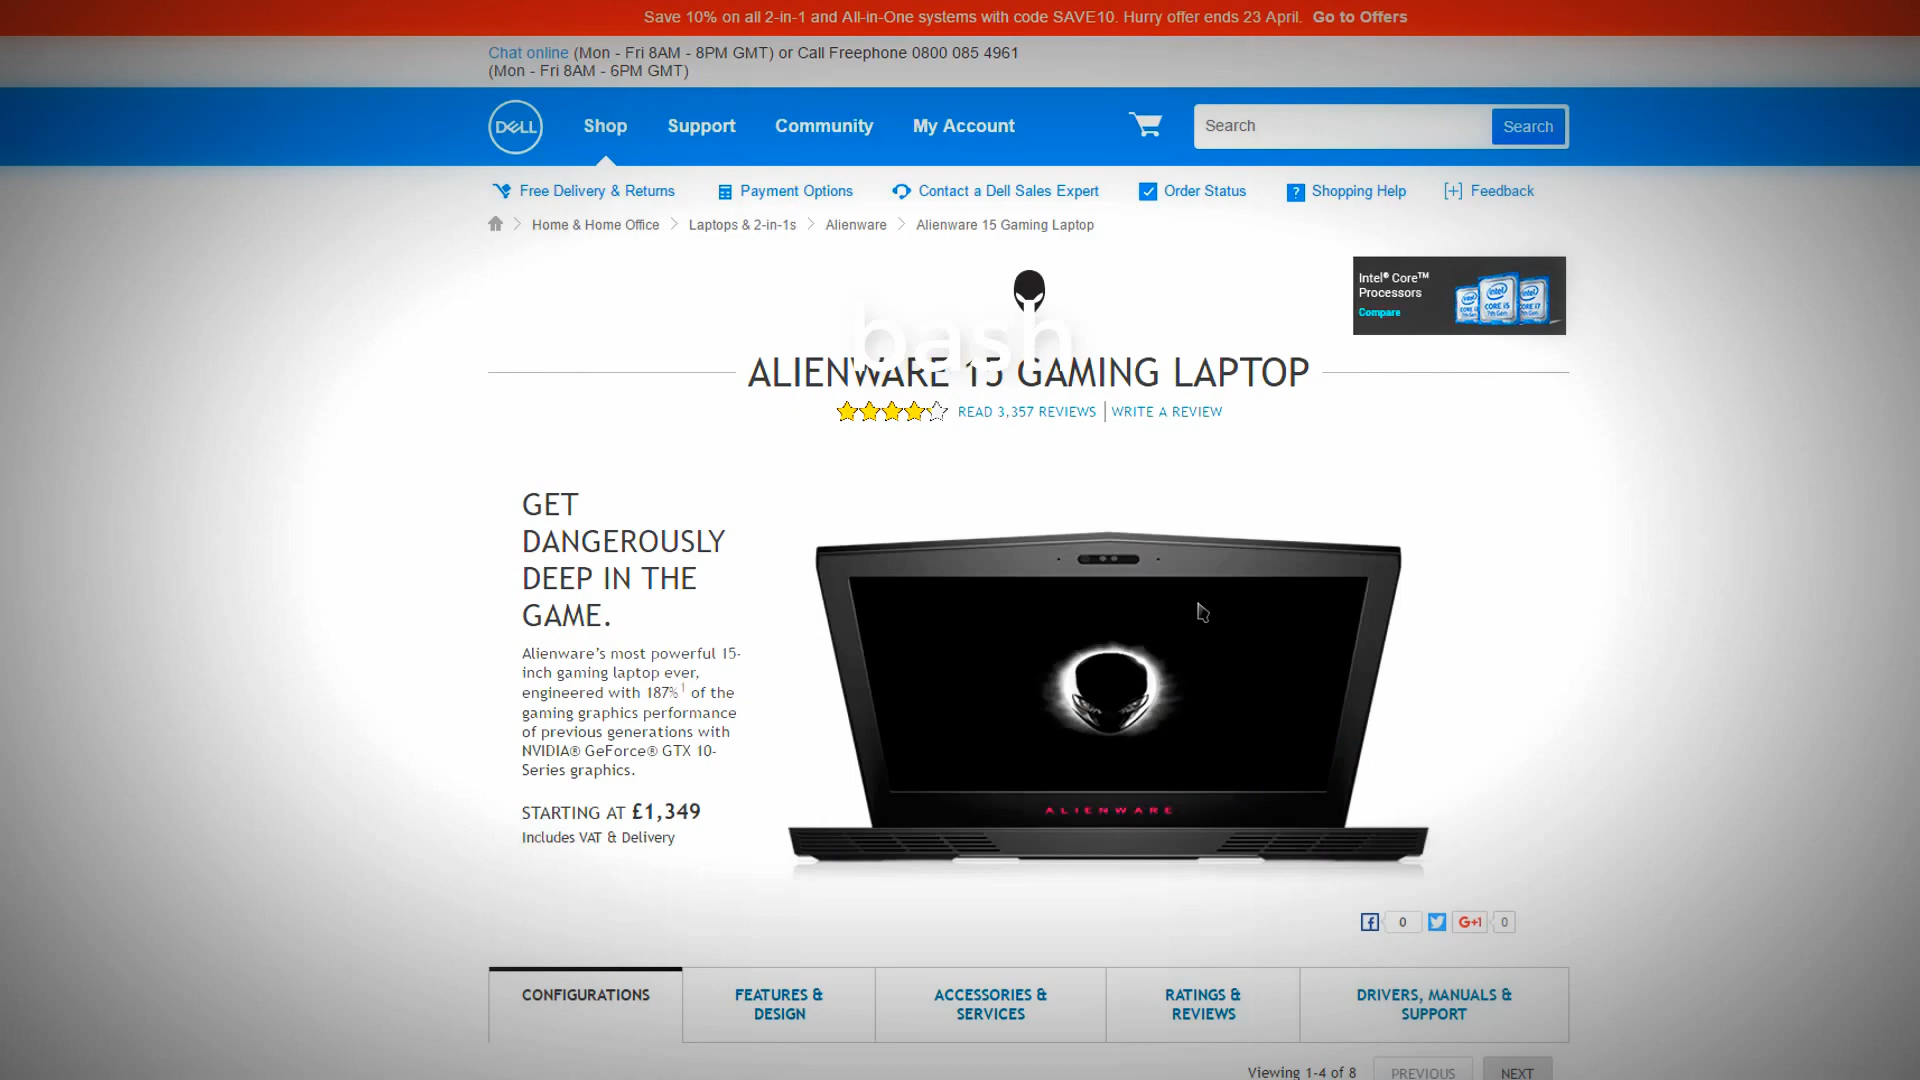 Save 10% on all 2-in-1 and All-in-One systems with code SAVE10. Hurry offer ends 23 April. Go to Offers
Chat online (Mon - Fri 8AM - 8PM GMT) or Call Freephone 0800 085 4961
(Mon - Fri 8AM - 6PM GMT)
DELL Shop Support Community My Account Search Search
Free Delivery & Returns Payment Options Contact a Dell Sales Expert Order Status ? Shopping Help [+] Feedback
Home & Home Office Laptops & 2-in-1s Alienware Alienware 15 Gaming Laptop
Intel® Core™
Processors
Compare
intel CORE i5 7th Gen
bash
ALIENWARE 15 GAMING LAPTOP
READ 3,357 REVIEWS | WRITE A REVIEW
GET
DANGEROUSLY
DEEP IN THE
GAME.
Alienware's most powerful 15-
inch gaming laptop ever,
engineered with 187%¹ of the
gaming graphics performance
of previous generations with
NVIDIA® GeForce® GTX 10-
Series graphics.
STARTING AT £1,349
Includes VAT & Delivery
ALIENWARE
f 0 G+1 0
CONFIGURATIONS
FEATURES &
DESIGN
ACCESSORIES &
SERVICES
RATINGS &
REVIEWS
DRIVERS, MANUALS &
SUPPORT
Viewing 1-4 of 8 PREVIOUS NEXT